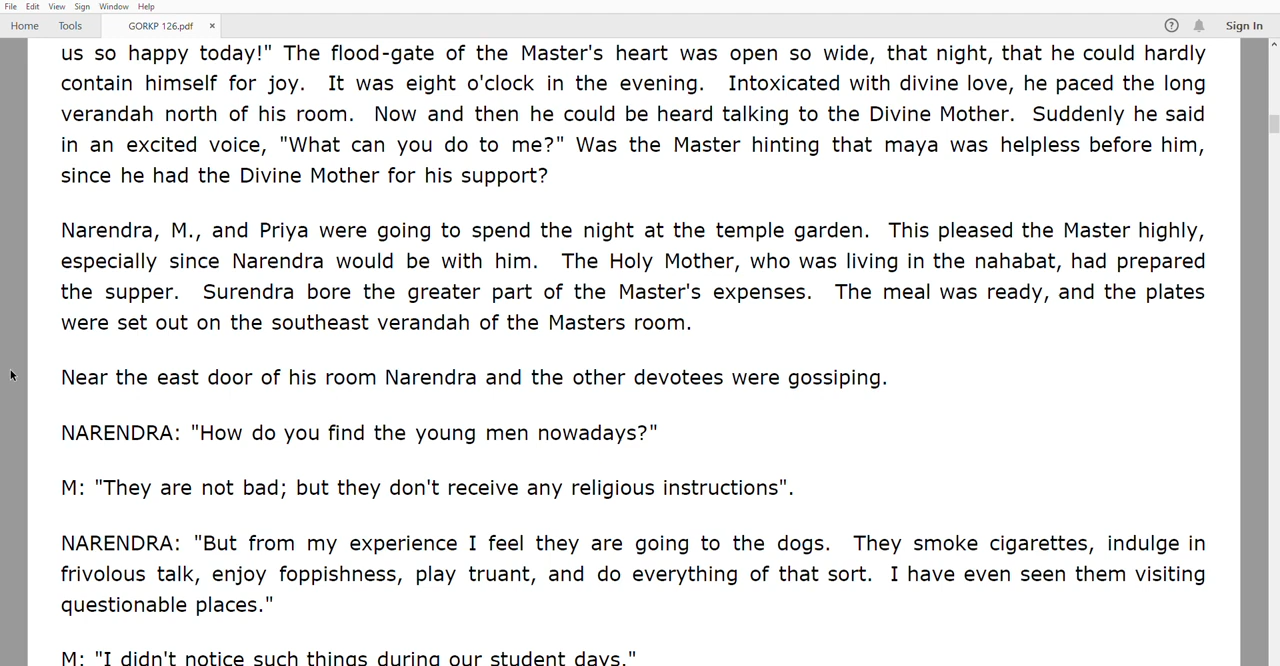 File Edit View Sign Window Help
Home Tools GORKP 126.pdf × ? Sign In
us so happy today!" The flood-gate of the Master's heart was open so wide, that night, that he could hardly
contain himself for joy. It was eight o'clock in the evening. Intoxicated with divine love, he paced the long
verandah north of his room. Now and then he could be heard talking to the Divine Mother. Suddenly he said
in an excited voice, "What can you do to me?" Was the Master hinting that maya was helpless before him,
since he had the Divine Mother for his support?
Narendra, M., and Priya were going to spend the night at the temple garden. This pleased the Master highly,
especially since Narendra would be with him. The Holy Mother, who was living in the nahabat, had prepared
the supper. Surendra bore the greater part of the Master's expenses. The meal was ready, and the plates
were set out on the southeast verandah of the Masters room.
Near the east door of his room Narendra and the other devotees were gossiping.
NARENDRA: "How do you find the young men nowadays?"
M: "They are not bad; but they don't receive any religious instructions".
NARENDRA: "But from my experience I feel they are going to the dogs. They smoke cigarettes, indulge in
frivolous talk, enjoy foppishness, play truant, and do everything of that sort. I have even seen them visiting
questionable places."
M: "I didn't notice such things during our student days."